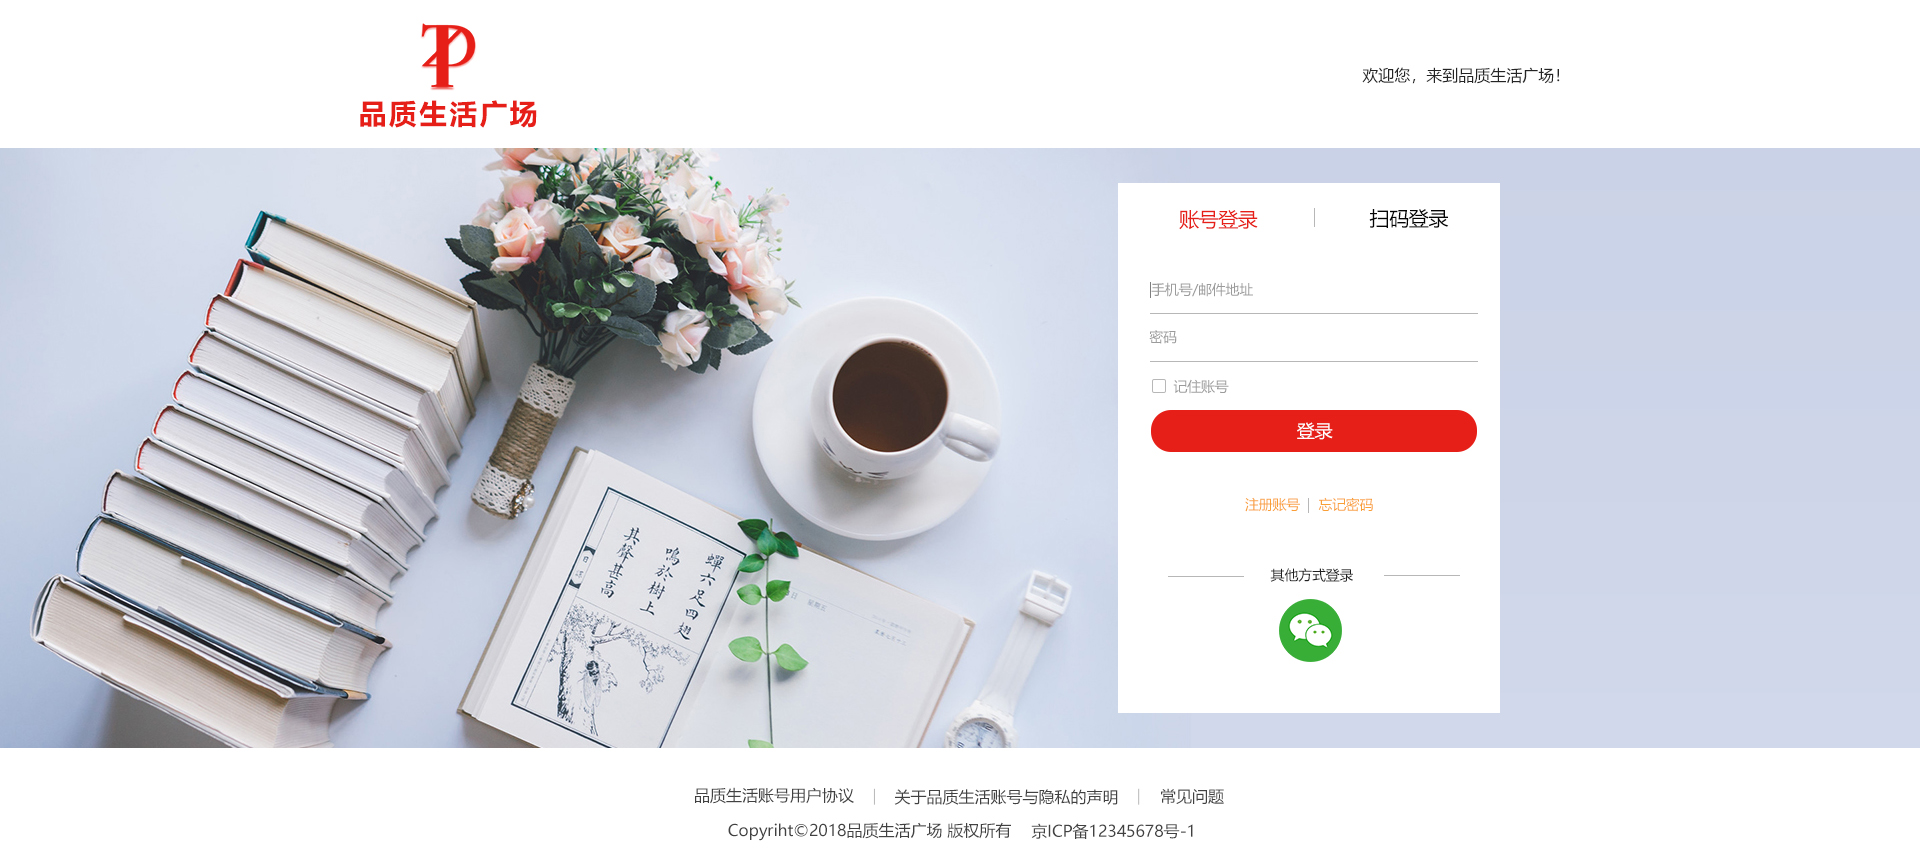 品质生活广场
欢迎您，来到品质生活广场！
账号登录 | 扫码登录
手机号/邮件地址
密码
记住账号
登录
注册账号 | 忘记密码
其他方式登录
蟬六足四翅
鳴於樹上
其聲甚高
品质生活账号用户协议 | 关于品质生活账号与隐私的声明 | 常见问题
Copyriht©2018品质生活广场 版权所有 京ICP备12345678号-1